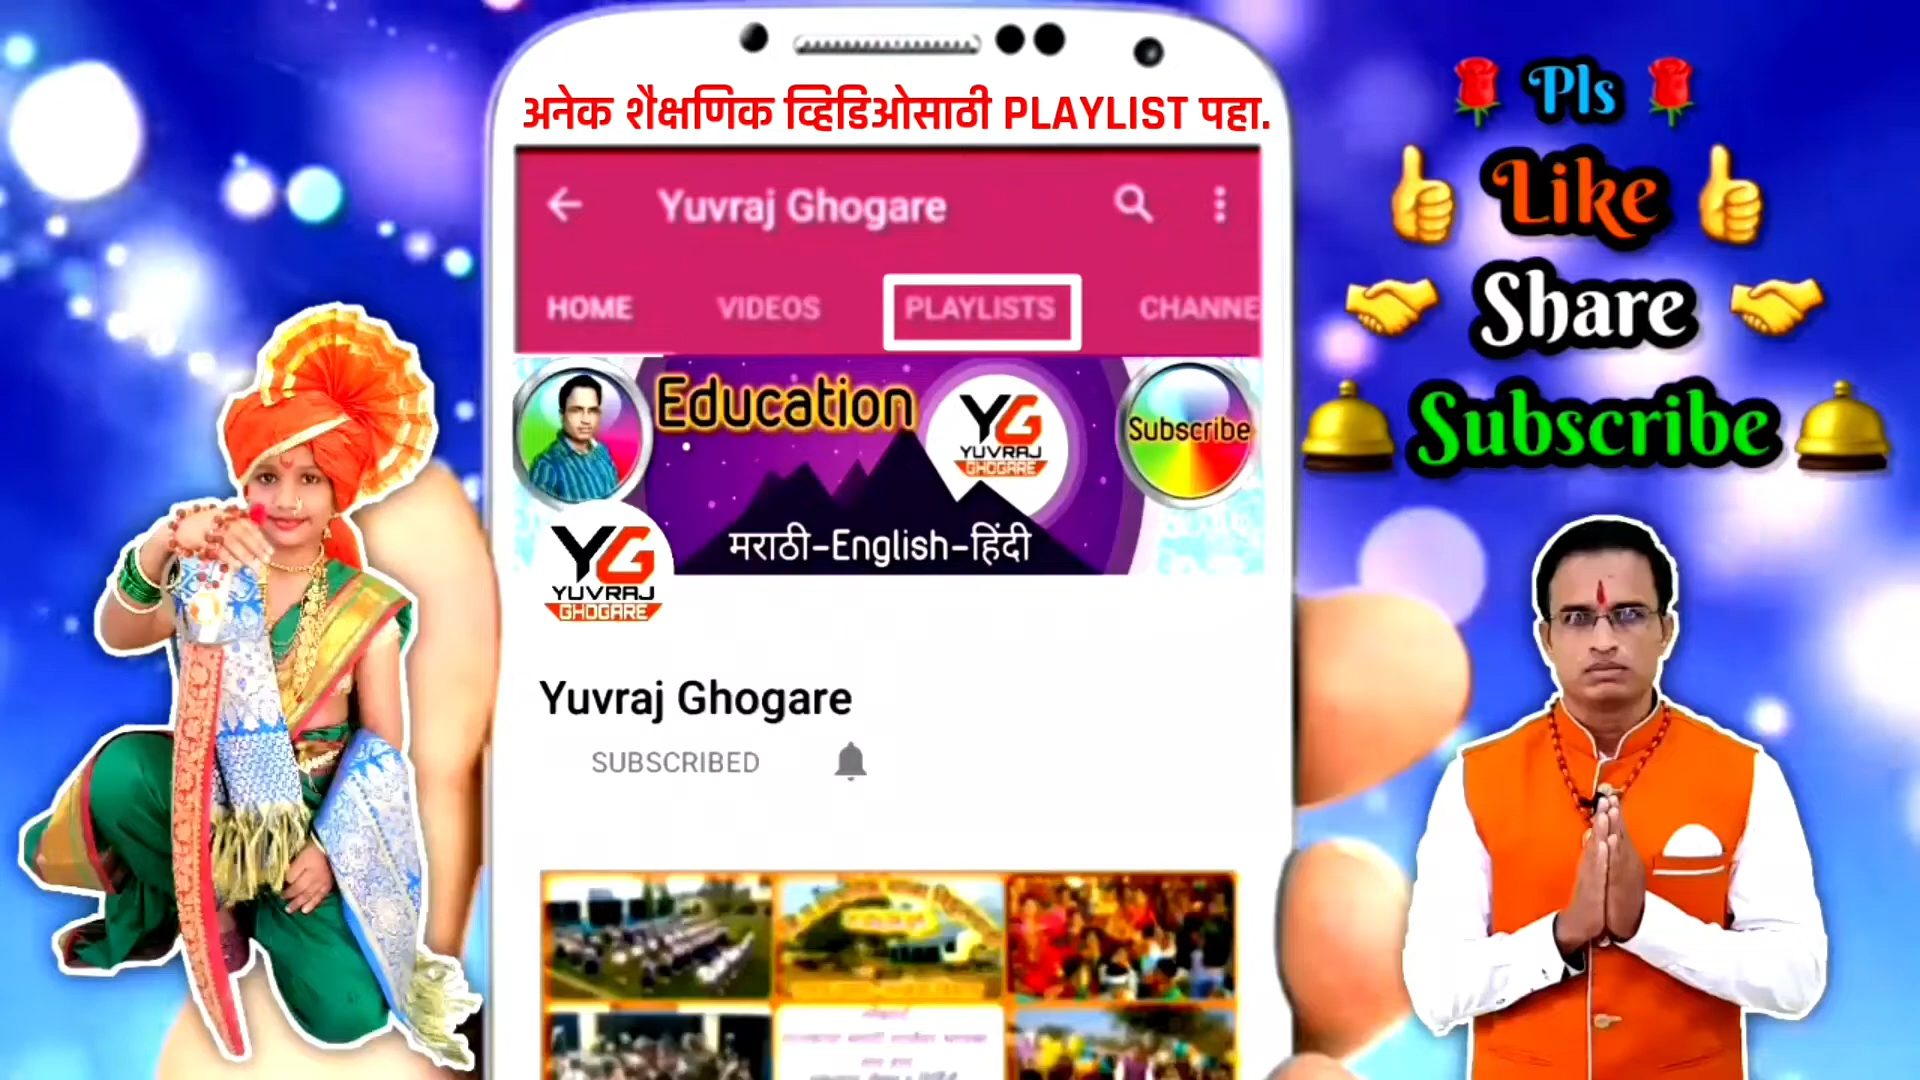 अनेक शैक्षणिक व्हिडिओसाठी PLAYLIST पहा.
Yuvraj Ghogare
HOME VIDEOS PLAYLISTS CHANNE
Education
YG
YUVRAJ
GHOGARE
Subscribe
मराठी-English-हिंदी
YG
YUVRAJ
GHOGARE
Yuvraj Ghogare
SUBSCRIBED
Pls
Like
Share
Subscribe